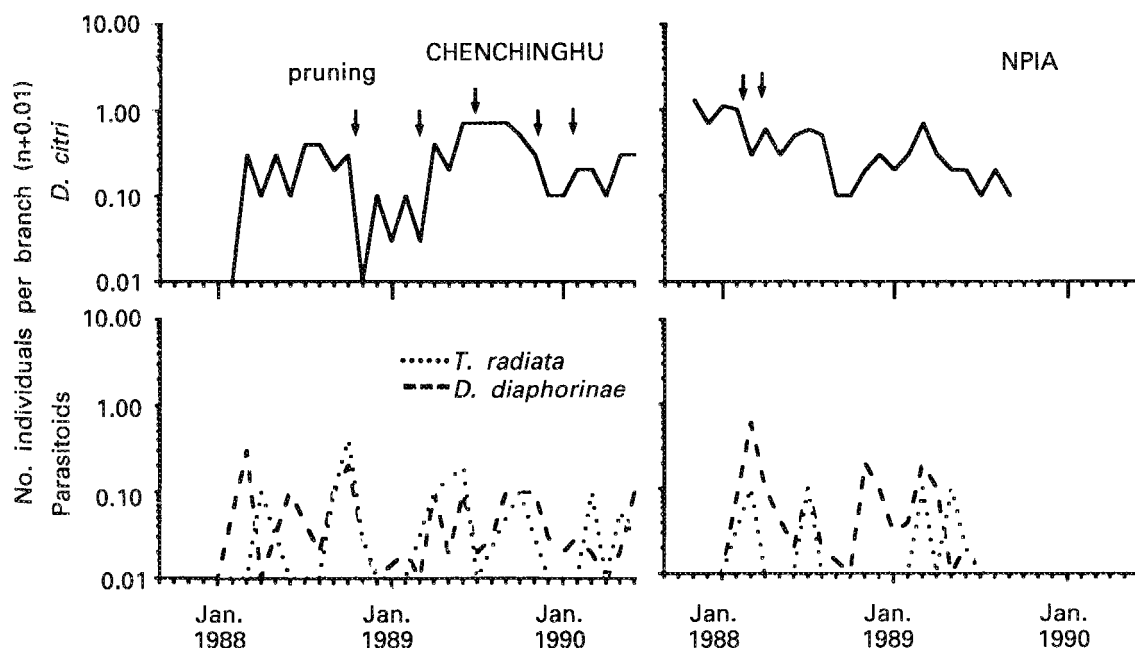 No. individuals per branch (n+0.01)
D. citri
Parasitoids
10.00
1.00
0.10
0.01
pruning
CHENCHINGHU
NPIA
10.00
1.00
0.10
0.01
T. radiata
D. diaphorinae
Jan.
1988
Jan.
1989
Jan.
1990
Jan.
1988
Jan.
1989
Jan.
1990